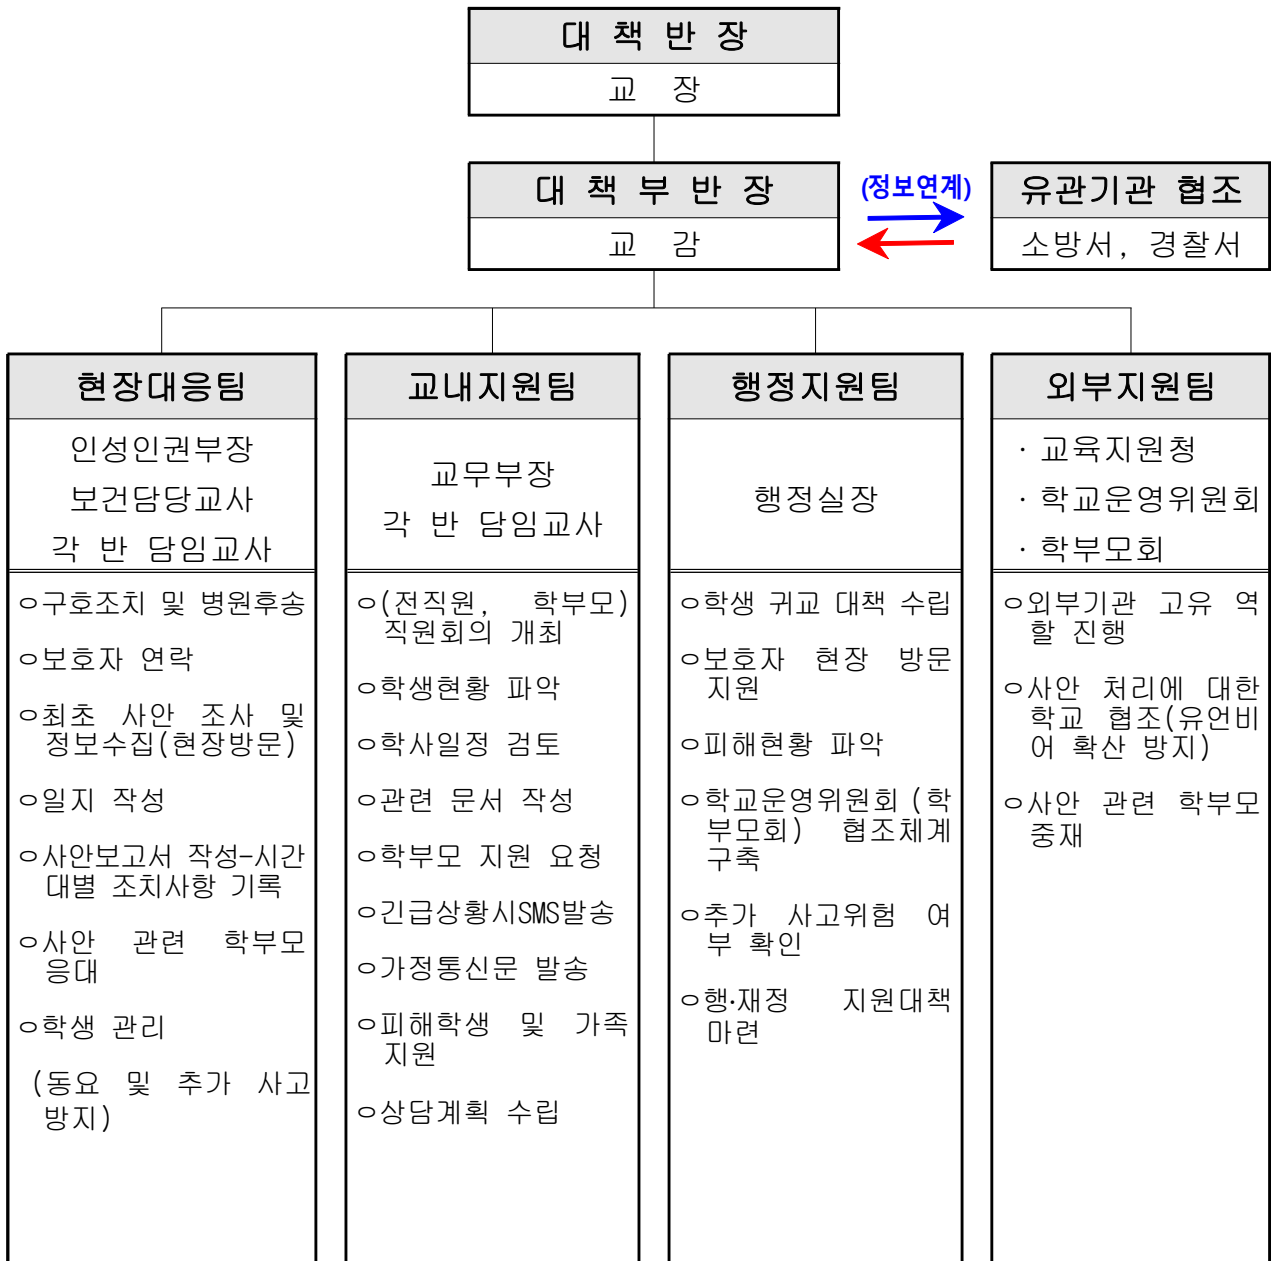 대 책 반 장
교 장
대 책 부 반 장
교 감
(정보연계)
유관기관 협조
소방서, 경찰서
현장대응팀
인성인권부장
보건담당교사
각 반 담임교사
ㅇ구호조치 및 병원후송
ㅇ보호자 연락
ㅇ최초 사안 조사 및
정보수집(현장방문)
ㅇ일지 작성
ㅇ사안보고서 작성-시간
대별 조치사항 기록
ㅇ사안 관련 학부모
응대
ㅇ학생 관리
(동요 및 추가 사고
방지)
교내지원팀
교무부장
각 반 담임교사
ㅇ(전직원, 학부모)
직원회의 개최
ㅇ학생현황 파악
ㅇ학사일정 검토
ㅇ관련 문서 작성
ㅇ학부모 지원 요청
ㅇ긴급상황시SMS발송
ㅇ가정통신문 발송
ㅇ피해학생 및 가족
지원
ㅇ상담계획 수립
행정지원팀
행정실장
ㅇ학생 귀교 대책 수립
ㅇ보호자 현장 방문
지원
ㅇ피해현황 파악
ㅇ학교운영위원회(학
부모회) 협조체계
구축
ㅇ추가 사고위험 여
부 확인
ㅇ행·재정 지원대책
마련
외부지원팀
· 교육지원청
· 학교운영위원회
· 학부모회
ㅇ외부기관 고유 역
할 진행
ㅇ사안 처리에 대한
학교 협조(유언비
어 확산 방지)
ㅇ사안 관련 학부모
중재